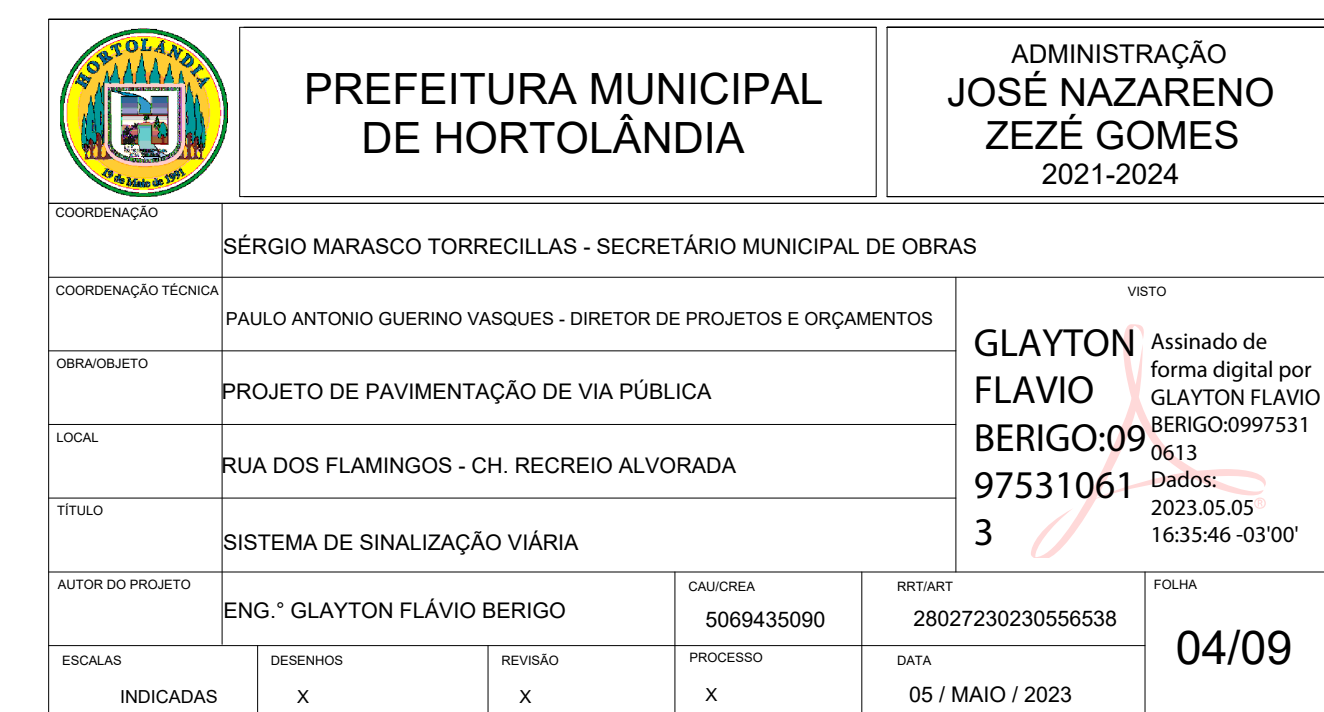 HORTOLÂNDIA
19 de Maio de 1991
PREFEITURA MUNICIPAL
DE HORTOLÂNDIA
ADMINISTRAÇÃO
JOSÉ NAZARENO
ZEZÉ GOMES
2021-2024
COORDENAÇÃO
SÉRGIO MARASCO TORRECILLAS - SECRETÁRIO MUNICIPAL DE OBRAS
COORDENAÇÃO TÉCNICA
PAULO ANTONIO GUERINO VASQUES - DIRETOR DE PROJETOS E ORÇAMENTOS
VISTO
GLAYTON
FLAVIO
BERIGO:09
97531061
3
Assinado de
forma digital por
GLAYTON FLAVIO
BERIGO:0997531
0613
Dados:
2023.05.05
16:35:46 -03'00'
OBRA/OBJETO
PROJETO DE PAVIMENTAÇÃO DE VIA PÚBLICA
LOCAL
RUA DOS FLAMINGOS - CH. RECREIO ALVORADA
TÍTULO
SISTEMA DE SINALIZAÇÃO VIÁRIA
AUTOR DO PROJETO
ENG.° GLAYTON FLÁVIO BERIGO
CAU/CREA
5069435090
RRT/ART
28027230230556538
FOLHA
04/09
ESCALAS
INDICADAS
DESENHOS
X
REVISÃO
X
PROCESSO
X
DATA
05 / MAIO / 2023